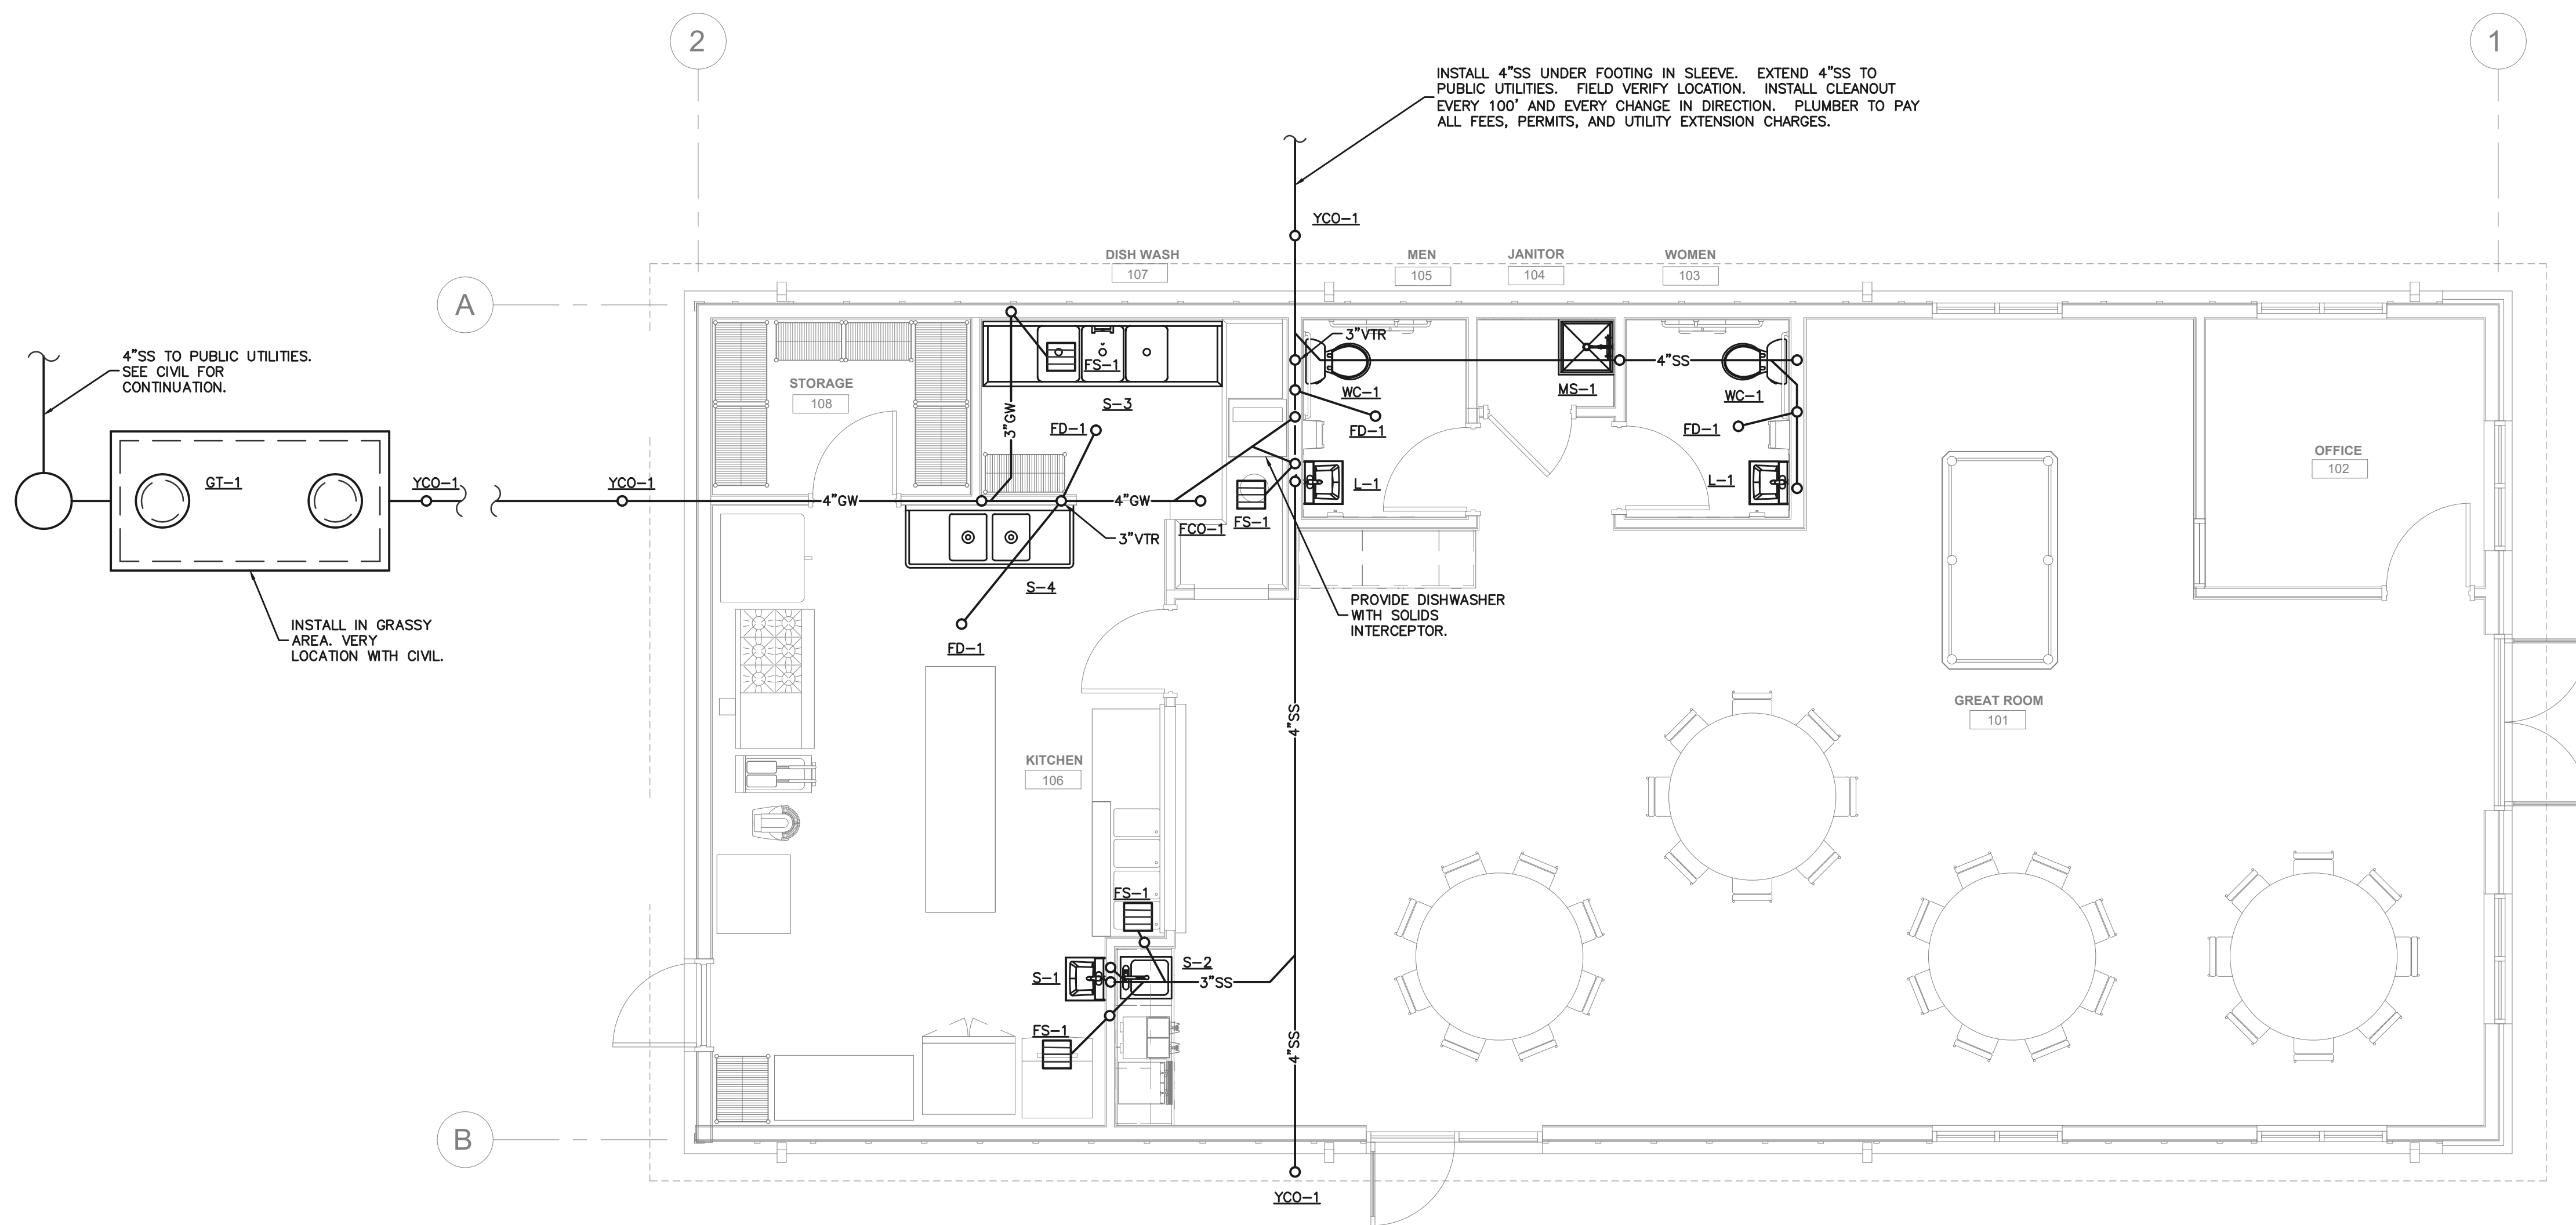 2
1
INSTALL 4"SS UNDER FOOTING IN SLEEVE. EXTEND 4"SS TO
PUBLIC UTILITIES. FIELD VERIFY LOCATION. INSTALL CLEANOUT
EVERY 100' AND EVERY CHANGE IN DIRECTION. PLUMBER TO PAY
ALL FEES, PERMITS, AND UTILITY EXTENSION CHARGES.
YCO-1
DISH WASH
107
MEN
105
JANITOR
104
WOMEN
103
A
4"SS TO PUBLIC UTILITIES.
SEE CIVIL FOR
CONTINUATION.
3"VTR
FS-1
4"SS
STORAGE
108
WC-1
MS-1
WC-1
S-3
3"GW
FD-1
FD-1
FD-1
OFFICE
102
GT-1
YCO-1
YCO-1
L-1
L-1
4"GW
4"GW
FCO-1
FS-1
3"VTR
S-4
PROVIDE DISHWASHER
WITH SOLIDS
INTERCEPTOR.
INSTALL IN GRASSY
AREA. VERY
LOCATION WITH CIVIL.
FD-1
4"SS
GREAT ROOM
101
KITCHEN
106
FS-1
S-1
S-2
3"SS
FS-1
4"SS
B
YCO-1